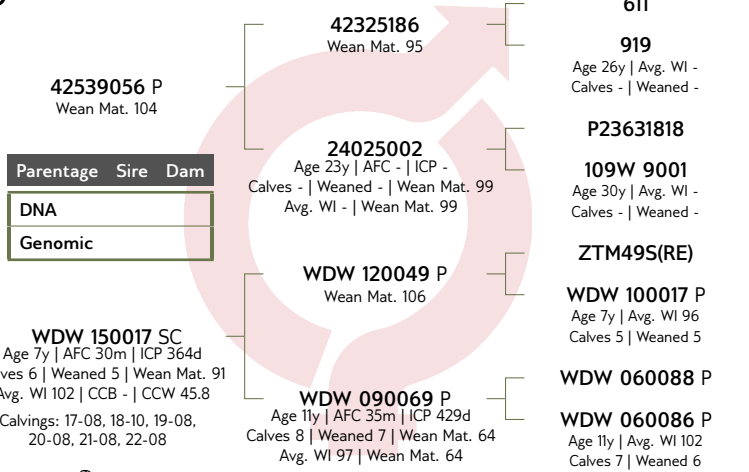 42539056 P
Wean Mat. 104
Parentage Sire Dam
DNA
Genomic
WDW 150017 SC
Age 7y | AFC 30m | ICP 364d
6 | Weaned 5 | Wean Mat. 91
WI 102 | CCB - | CCW 45.8
Calvings: 17-08, 18-10, 19-08,
20-08, 21-08, 22-08
42325186
Wean Mat. 95
24025002
Age 23y | AFC - | ICP -
Calves - | Weaned - | Wean Mat. 99
Avg. WI - | Wean Mat. 99
WDW 120049 P
Wean Mat. 106
WDW 090069 P
Age 11y | AFC 35m | ICP 429d
Calves 8 | Weaned 7 | Wean Mat. 64
Avg. WI 97 | Wean Mat. 64
611
919
Age 26y | Avg. WI -
Calves - | Weaned -
P23631818
109W 9001
Age 30y | Avg. WI -
Calves - | Weaned -
ZTM49S(RE)
WDW 100017 P
Age 7y | Avg. WI 96
Calves 5 | Weaned 5
WDW 060088 P
WDW 060086 P
Age 11y | Avg. WI 102
Calves 7 | Weaned 6